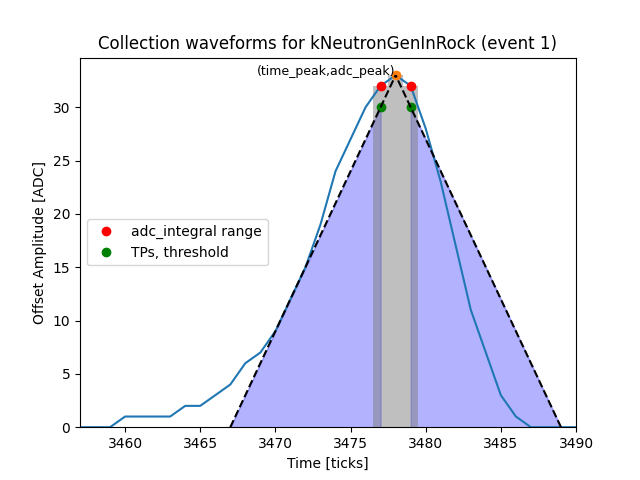 Collection waveforms for kNeutronGenInRock (event 1)
(time_peak,adc_peak)
Offset Amplitude [ADC]
30
25
20
15
10
5
0
adc_integral range
TPs, threshold
3460 3465 3470 3475 3480 3485 3490
Time [ticks]